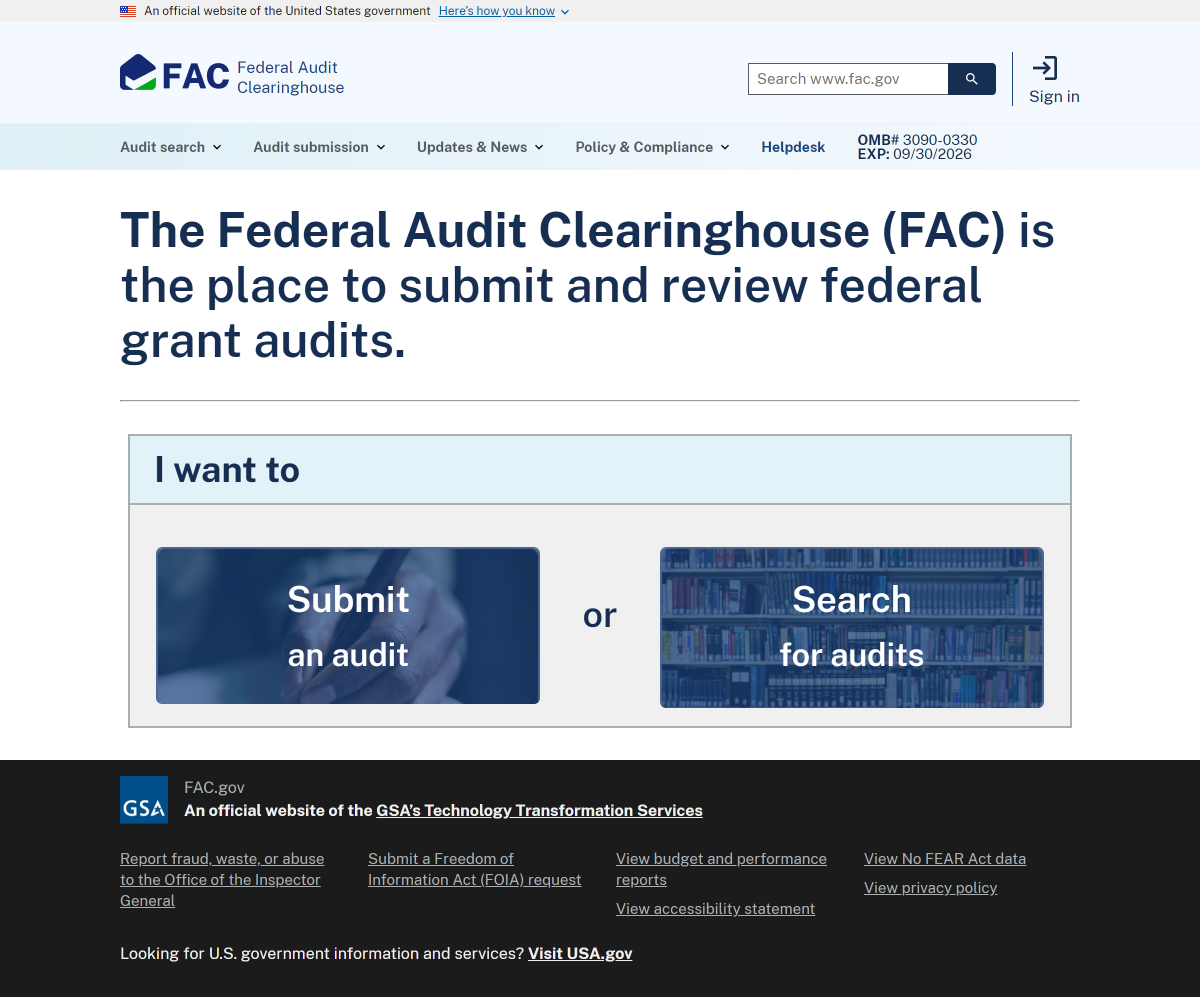 An official website of the United States government Here's how you know
FAC Federal Audit
Clearinghouse
Search www.fac.gov
Sign in
Audit search Audit submission Updates & News Policy & Compliance Helpdesk OMB# 3090-0330
EXP: 09/30/2026
The Federal Audit Clearinghouse (FAC) is
the place to submit and review federal
grant audits.
I want to
Submit
an audit
or
Search
for audits
GSA
FAC.gov
An official website of the GSA's Technology Transformation Services
Report fraud, waste, or abuse
to the Office of the Inspector
General
Submit a Freedom of
Information Act (FOIA) request
View budget and performance
reports
View accessibility statement
View No FEAR Act data
View privacy policy
Looking for U.S. government information and services? Visit USA.gov